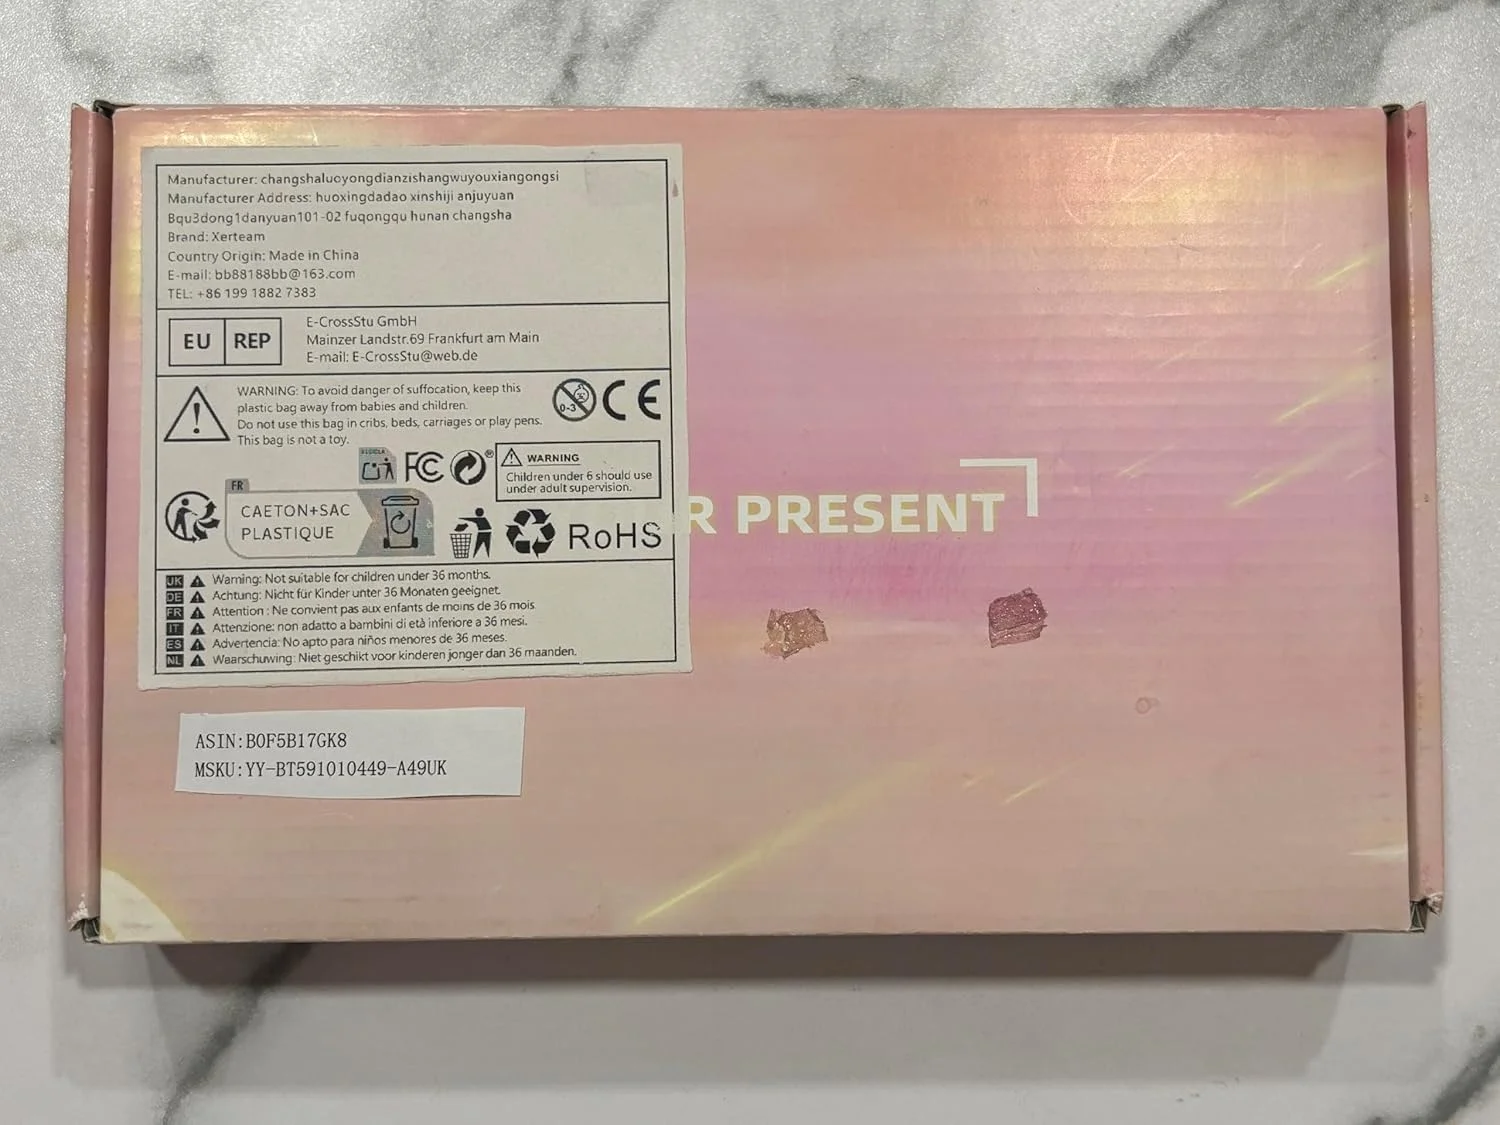 Manufacturer: changshaluoyongdianzishangwuyouxiangongsi
Manufacturer Address: huoxingdadao xinshiji anjuyuan
Bqu3dong1danyuan101-02 fuqongqu hunan changsha
Brand: Xerteam
Country Origin: Made in China
E-mail: bb88188bb@163.com
TEL: +86 199 1882 7383
EU REP
E-CrossStu GmbH
Mainzer Landstr.69 Frankfurt am Main
E-mail: E-CrossStu@web.de
WARNING: To avoid danger of suffocation, keep this
plastic bag away from babies and children.
Do not use this bag in cribs, beds, carriages or play pens.
This bag is not a toy.
0-3
CE
FC
®
WARNING
Children under 6 should use
under adult supervision.
FR
CAETON+SAC
PLASTIQUE
RoHS
R PRESENT
UK Warning: Not suitable for children under 36 months.
DE Achtung: Nicht für Kinder unter 36 Monaten geeignet.
FR Attention : Ne convient pas aux enfants de moins de 36 mois.
IT Attenzione: non adatto a bambini di età inferiore a 36 mesi.
ES Advertencia: No apto para niños menores de 36 meses.
NL Waarschuwing: Niet geschikt voor kinderen jonger dan 36 maanden.
ASIN:B0F5B17GK8
MSKU:YY-BT591010449-A49UK